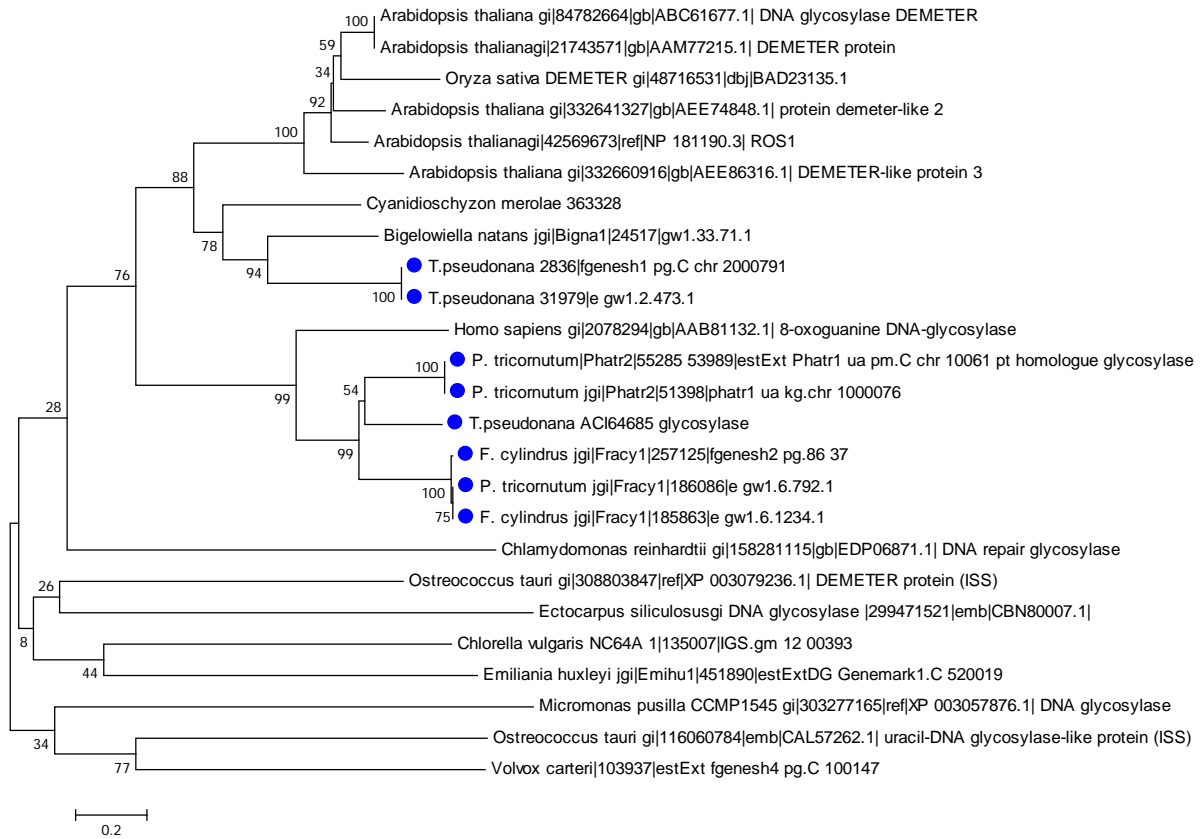 Arabidopsis thaliana gi|84782664|gb|ABC61677.1| DNA glycosylase DEMETER
100
Arabidopsis thalianagi|21743571|gb|AAM77215.1| DEMETER protein
59
Oryza sativa DEMETER gi|48716531|dbj|BAD23135.1
34
Arabidopsis thaliana gi|332641327|gb|AEE74848.1| protein demeter-like 2
92
Arabidopsis thalianagi|42569673|ref|NP 181190.3| ROS1
100
Arabidopsis thaliana gi|332660916|gb|AEE86316.1| DEMETER-like protein 3
88
Cyanidioschyzon merolae 363328
78
Bigelowiella natans jgi|Bigna1|24517|gw1.33.71.1
94
T.pseudonana 2836|fgenesh1 pg.C chr 2000791
76
100
T.pseudonana 31979|e gw1.2.473.1
Homo sapiens gi|2078294|gb|AAB81132.1| 8-oxoguanine DNA-glycosylase
P. tricornutum|Phatr2|55285 53989|estExt Phatr1 ua pm.C chr 10061 pt homologue glycosylase
100
P. tricornutum jgi|Phatr2|51398|phatr1 ua kg.chr 1000076
54
99
28
T.pseudonana ACI64685 glycosylase
99
F. cylindrus jgi|Fracy1|257125|fgenesh2 pg.86 37
P. tricornutum jgi|Fracy1|186086|e gw1.6.792.1
100
75
F. cylindrus jgi|Fracy1|185863|e gw1.6.1234.1
Chlamydomonas reinhardtii gi|158281115|gb|EDP06871.1| DNA repair glycosylase
26
Ostreococcus tauri gi|308803847|ref|XP 003079236.1| DEMETER protein (ISS)
Ectocarpus siliculosusgi DNA glycosylase |299471521|emb|CBN80007.1|
8
Chlorella vulgaris NC64A 1|135007|IGS.gm 12 00393
44
Emiliania huxleyi jgi|Emihu1|451890|estExtDG Genemark1.C 520019
Micromonas pusilla CCMP1545 gi|303277165|ref|XP 003057876.1| DNA glycosylase
34
Ostreococcus tauri gi|116060784|emb|CAL57262.1| uracil-DNA glycosylase-like protein (ISS)
77
Volvox carteri|103937|estExt fgenesh4 pg.C 100147
0.2